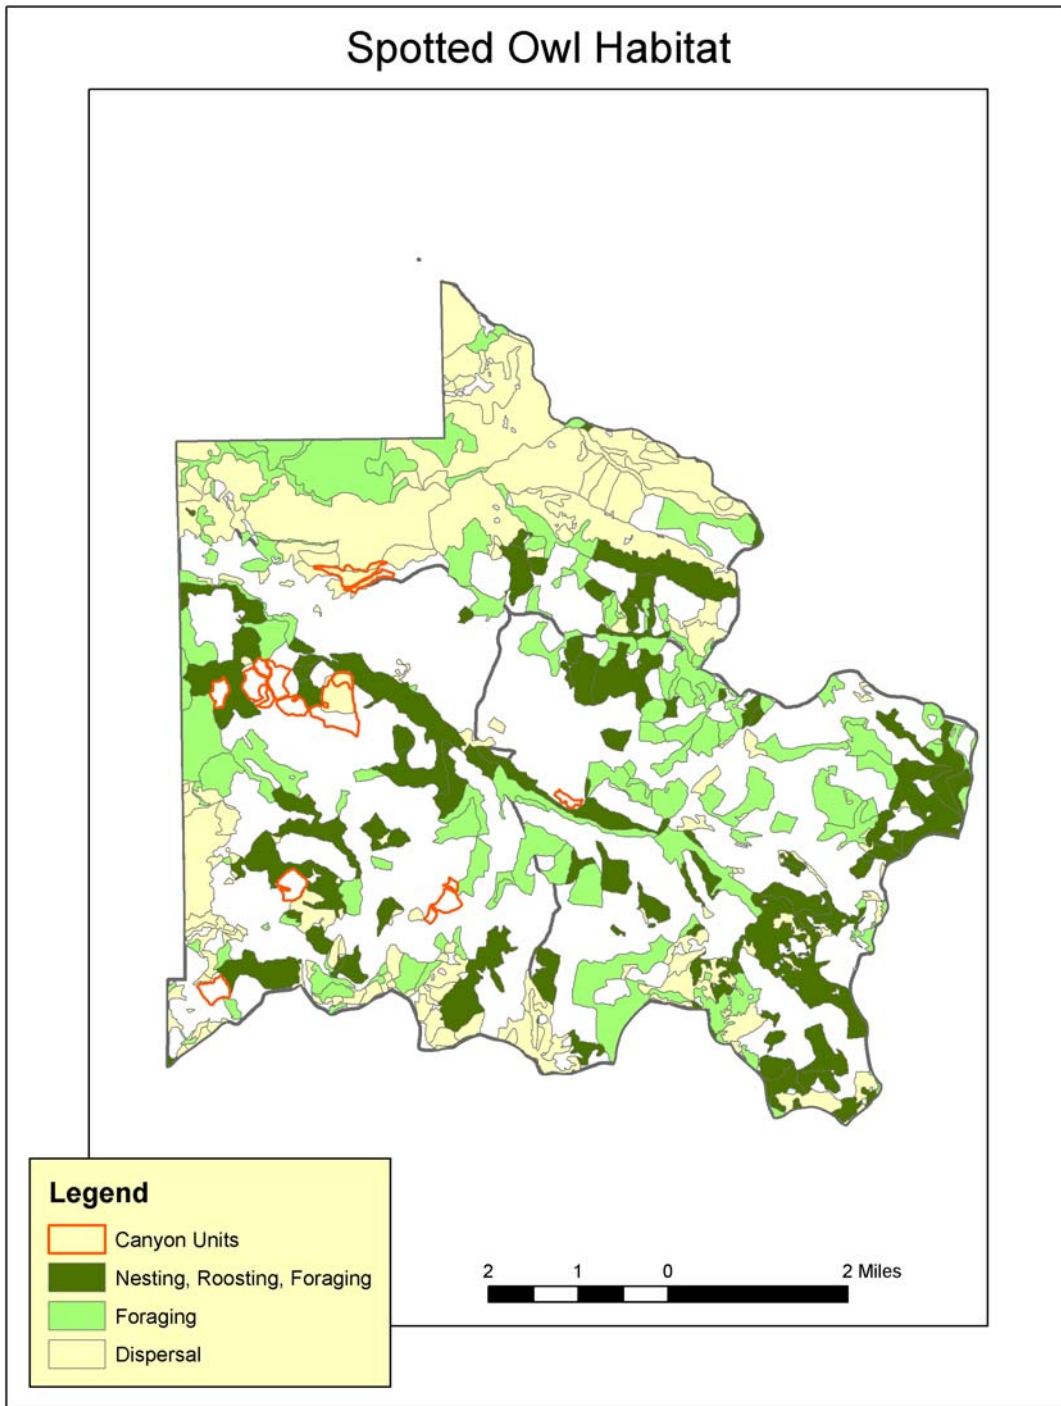 Spotted Owl Habitat
Legend
Canyon Units
Nesting, Roosting, Foraging
Foraging
Dispersal
2 1 0 2 Miles